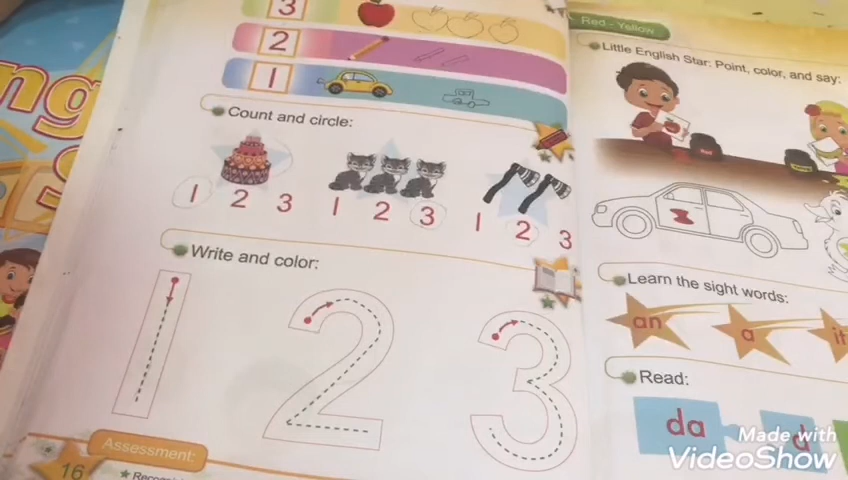 3
2
1
Count and circle:
1 2 3
1 2 3
1 2 3
Write and color:
1 2 3
Assessment:
16
Red - Yellow
Little English Star: Point, color, and say:
Learn the sight words:
an
a
it
Read:
da
d
Made with
VideoShow